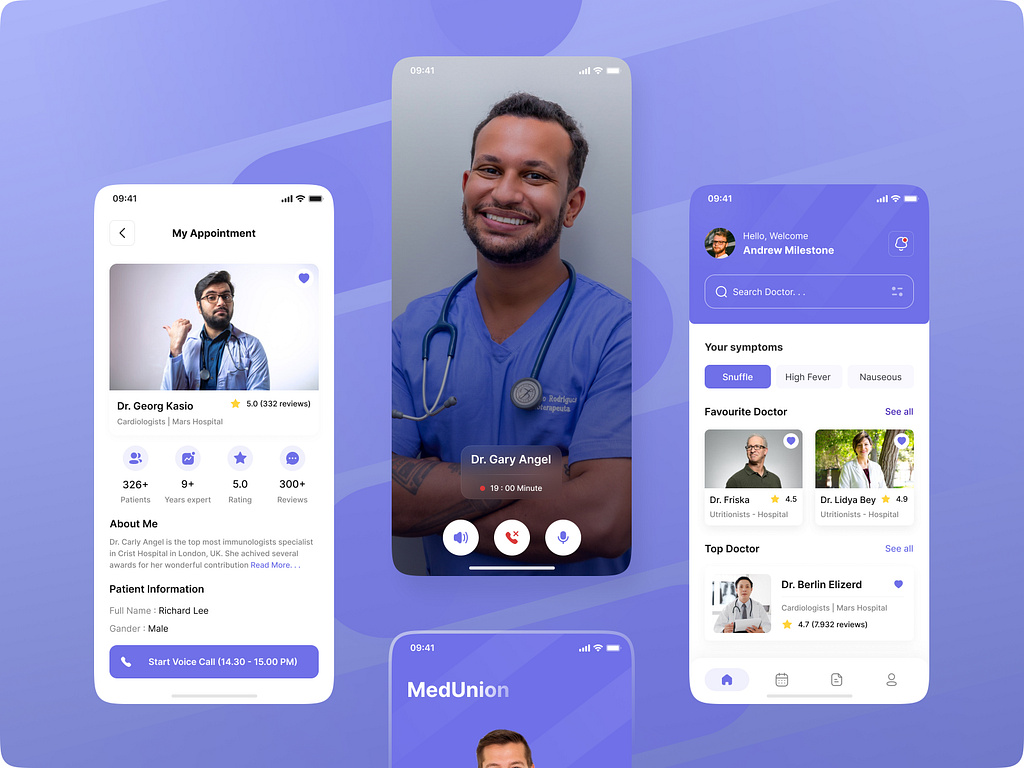 09:41
My Appointment
Dr. Georg Kasio
5.0 (332 reviews)
Cardiologists | Mars Hospital
326+
9+
5.0
300+
Patients
Years expert
Rating
Reviews
About Me
Dr. Carly Angel is the top most immunologists specialist
in Crist Hospital in London, UK. She achived several
awards for her wonderful contribution Read More. . .
Patient Information
Full Name : Richard Lee
Gander : Male
Start Voice Call (14.30 - 15.00 PM)
09:41
Rodrigues
Dr. Gary Angel
19 : 00 Minute
09:41
MedUnion
09:41
Hello, Welcome
Andrew Milestone
Search Doctor. . .
Your symptoms
Snuffle
High Fever
Nauseous
Favourite Doctor
See all
Dr. Friska
4.5
Utritionists - Hospital
Dr. Lidya Bey
4.9
Utritionists - Hospital
Top Doctor
See all
Dr. Berlin Elizerd
Cardiologists | Mars Hospital
4.7 (7.932 reviews)